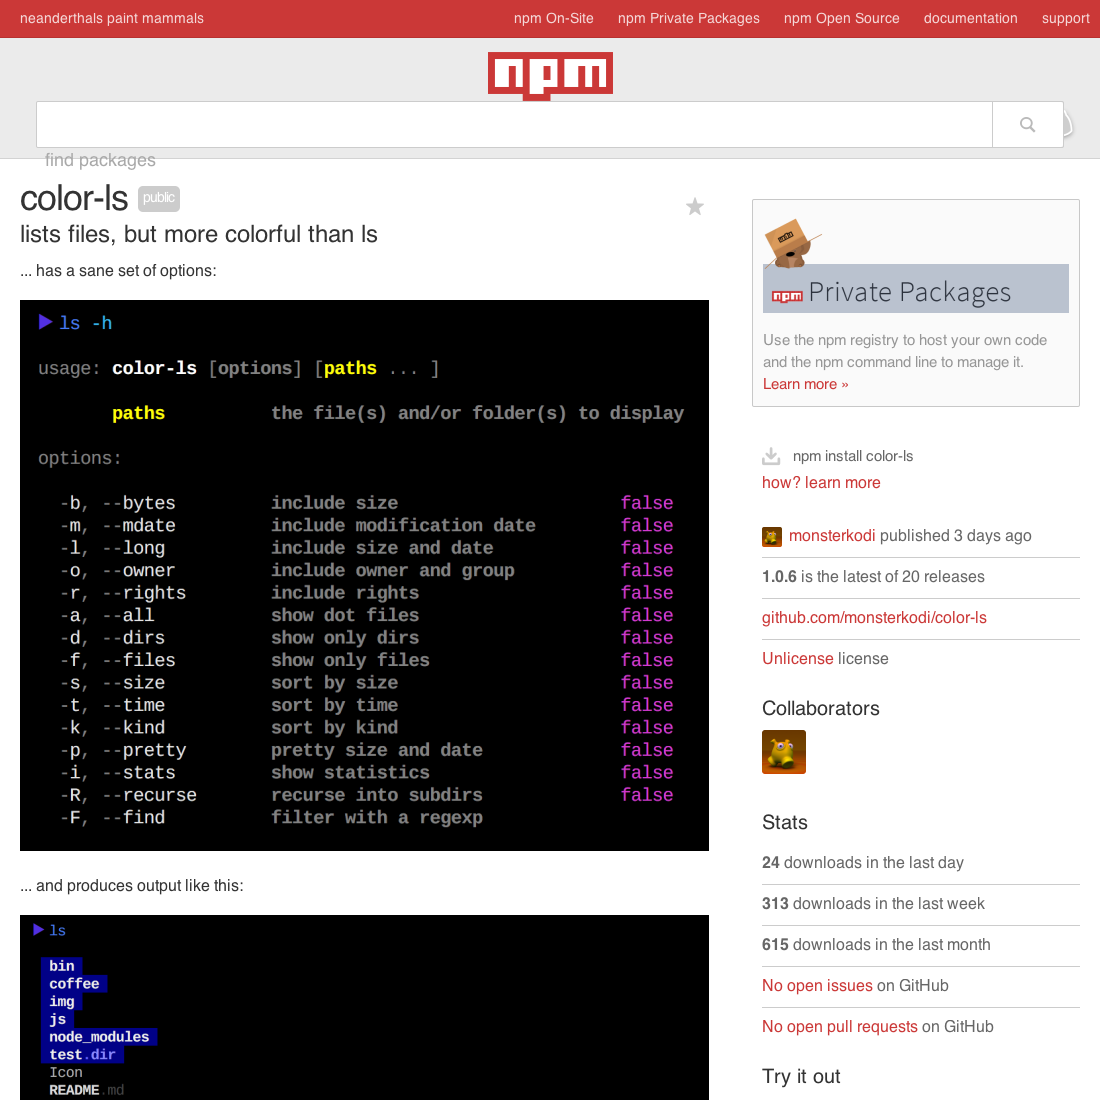 neanderthals paint mammals
npm On-Site npm Private Packages npm Open Source documentation support
npm
find packages
color-ls public
lists files, but more colorful than ls
... has a sane set of options:
ls -h
usage: color-ls [options] [paths ... ]
paths the file(s) and/or folder(s) to display
options:
-b, --bytes include size false
-m, --mdate include modification date false
-l, --long include size and date false
-o, --owner include owner and group false
-r, --rights include rights false
-a, --all show dot files false
-d, --dirs show only dirs false
-f, --files show only files false
-s, --size sort by size false
-t, --time sort by time false
-k, --kind sort by kind false
-p, --pretty pretty size and date false
-i, --stats show statistics false
-R, --recurse recurse into subdirs false
-F, --find filter with a regexp
... and produces output like this:
ls
bin
coffee
img
js
node_modules
test.dir
Icon
README.md
npm Private Packages
Use the npm registry to host your own code
and the npm command line to manage it.
Learn more »
npm install color-ls
how? learn more
monsterkodi published 3 days ago
1.0.6 is the latest of 20 releases
github.com/monsterkodi/color-ls
Unlicense license
Collaborators
Stats
24 downloads in the last day
313 downloads in the last week
615 downloads in the last month
No open issues on GitHub
No open pull requests on GitHub
Try it out